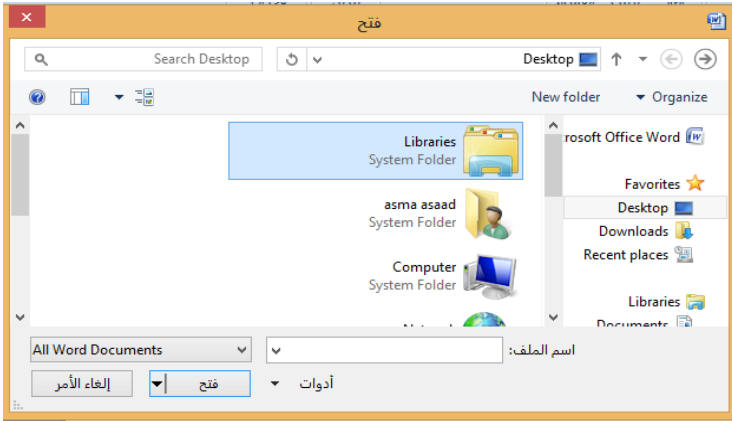 فتح
Desktop
Search Desktop
Organize
New folder
rosoft Office Word
Favorites
Desktop
Downloads
Recent places
Libraries
Documents
Libraries
System Folder
asma asaad
System Folder
Computer
System Folder
Network
اسم الملف:
All Word Documents
أدوات
فتح
إلغاء الأمر